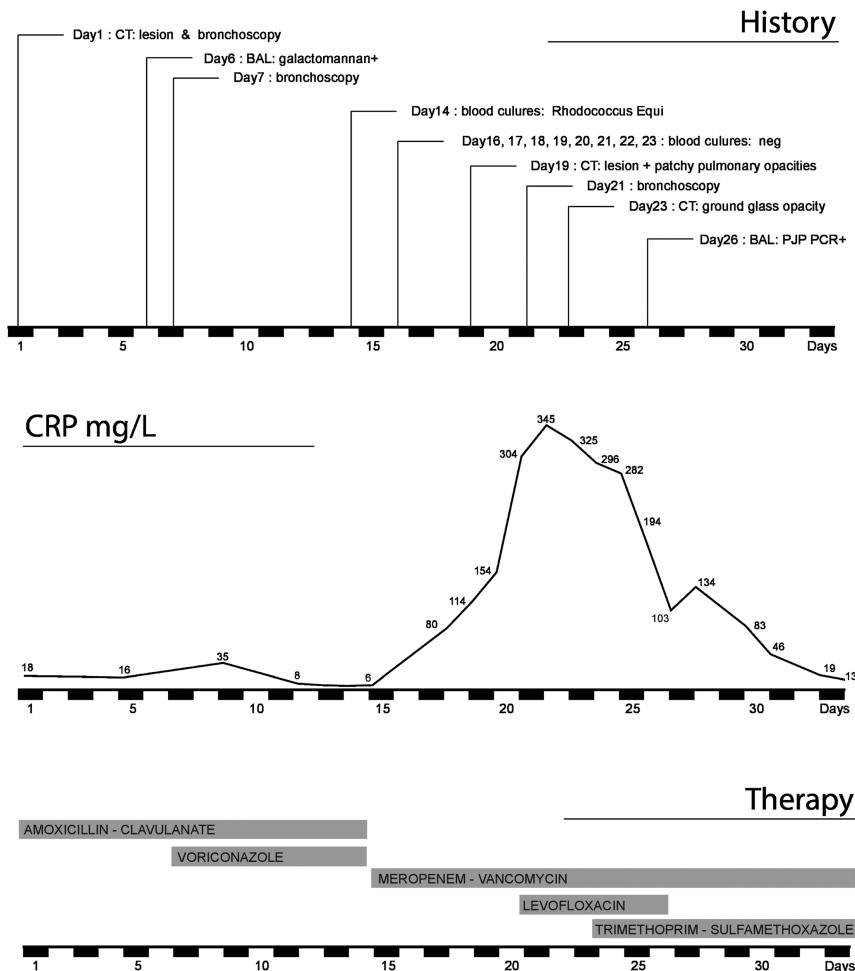 History
Day1 : CT: lesion & bronchoscopy
Day6 : BAL: galactomannan+
Day7 : bronchoscopy
Day14 : blood culures: Rhodococcus Equi
Day16, 17, 18, 19, 20, 21, 22, 23 : blood culures: neg
Day19 : CT: lesion + patchy pulmonary opacities
Day21 : bronchoscopy
Day23 : CT: ground glass opacity
Day26 : BAL: PJP PCR+
1 5 10 15 20 25 30 Days
CRP mg/L
345
325
304
296
282
194
154
134
114
103
80
83
46
35
18
16
8
6
19
13
1 5 10 15 20 25 30 Days
Therapy
AMOXICILLIN - CLAVULANATE
VORICONAZOLE
MEROPENEM - VANCOMYCIN
LEVOFLOXACIN
TRIMETHOPRIM - SULFAMETHOXAZOLE
1 5 10 15 20 25 30 Days